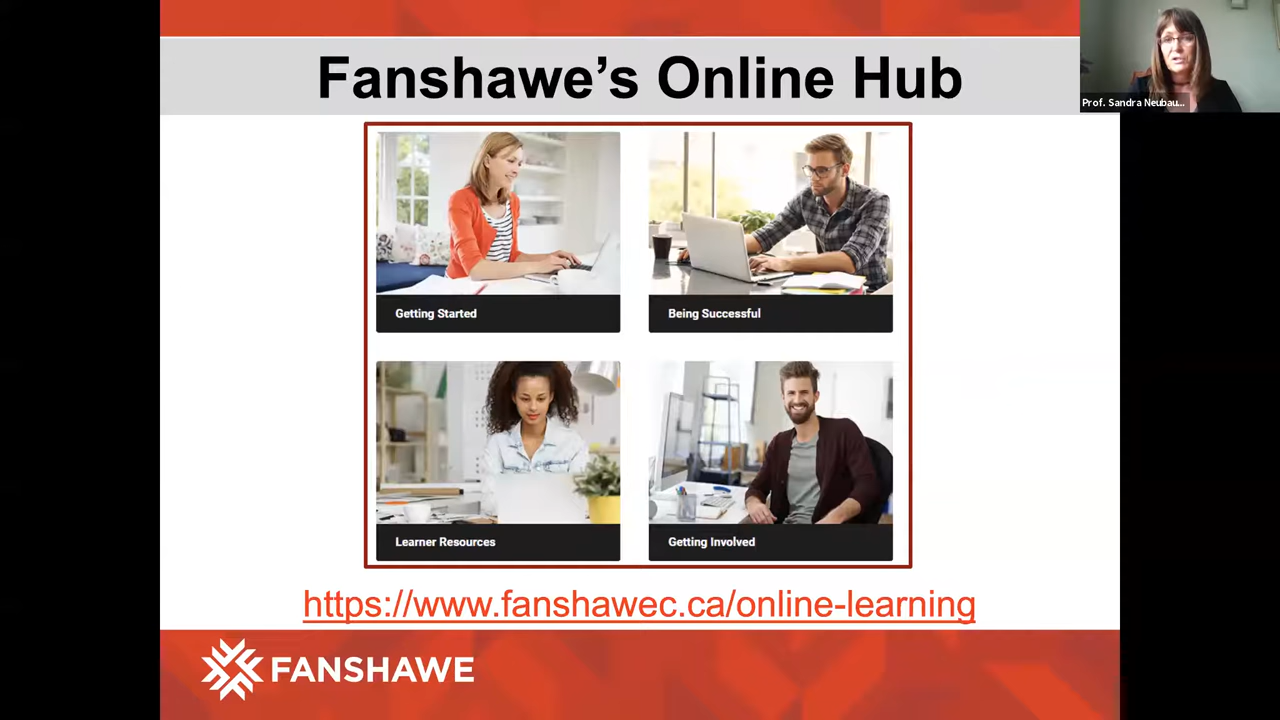 Fanshawe's Online Hub
Prof. Sandra Neubau...
Getting Started
Being Successful
Learner Resources
Getting Involved
https://www.fanshawec.ca/online-learning
FANSHAWE